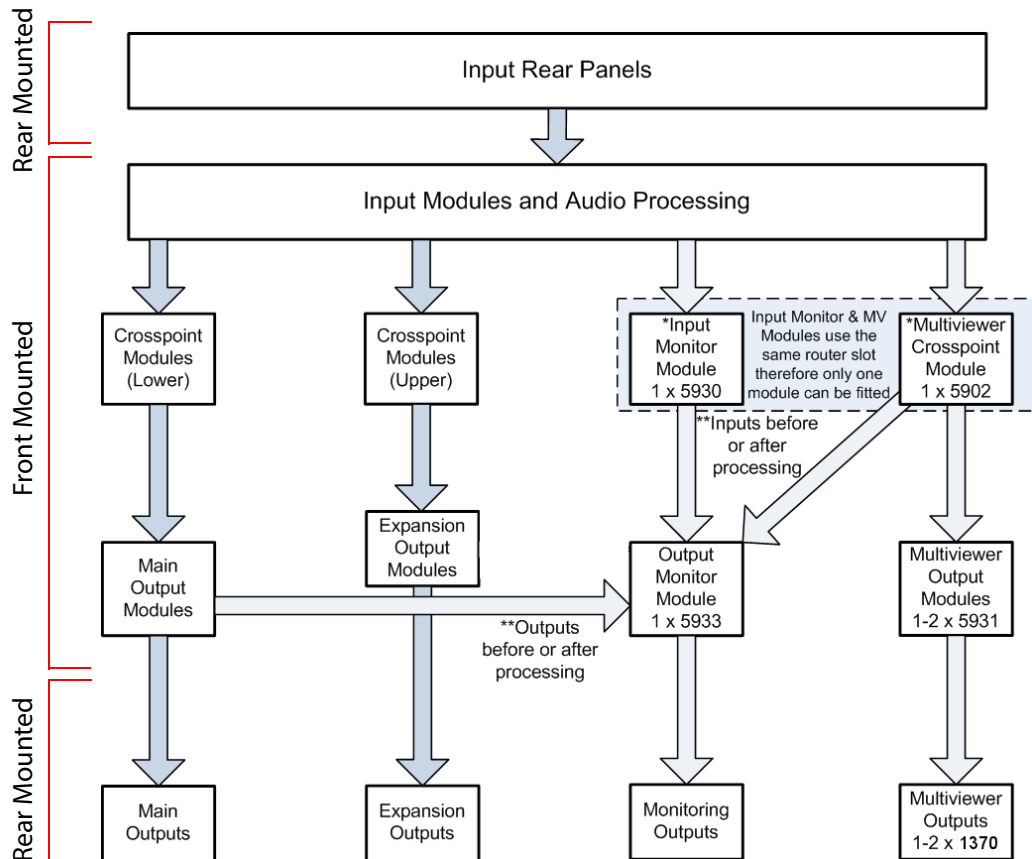 Rear Mounted
Input Rear Panels
Front Mounted
Input Modules and Audio Processing
Crosspoint
Modules
(Lower)
Crosspoint
Modules
(Upper)
*Input
Monitor
Module
1 x 5930
Input Monitor & MV
Modules use the
same router slot
therefore only one
module can be fitted
*Multiviewer
Crosspoint
Module
1 x 5902
**Inputs before
or after
processing
Main
Output
Modules
Expansion
Output
Modules
Output
Monitor
Module
1 x 5933
Multiviewer
Output
Modules
1-2 x 5931
**Outputs
before or after
processing
Rear Mounted
Main
Outputs
Expansion
Outputs
Monitoring
Outputs
Multiviewer
Outputs
1-2 x 1370